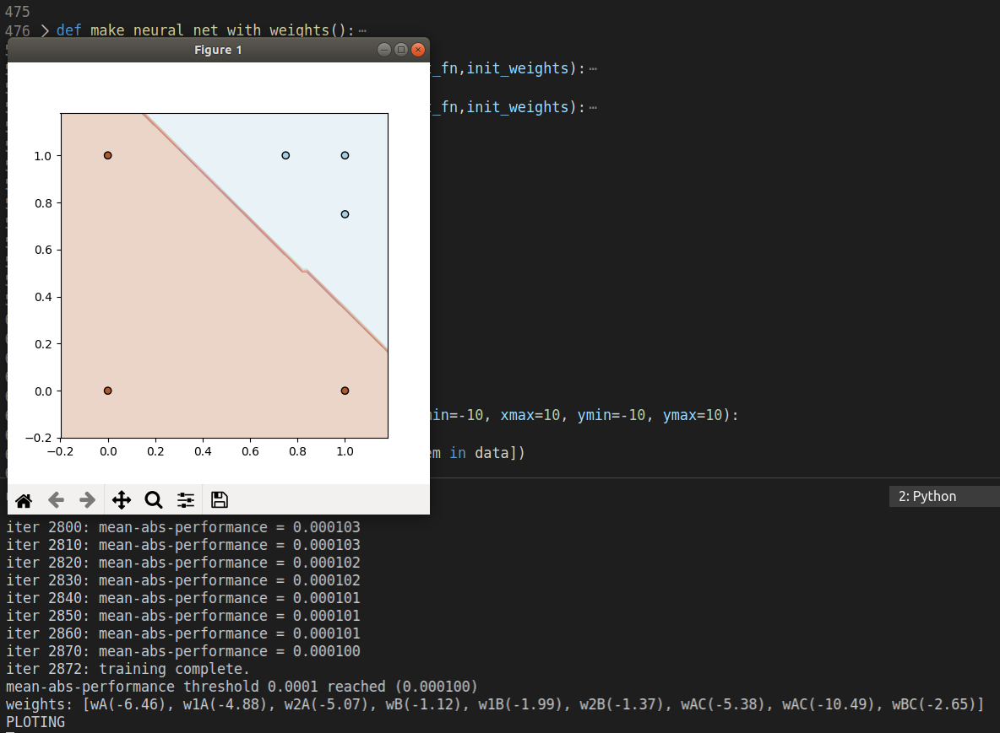 475
476 > def make_neural_net_with_weights():…
Figure 1
_fn,init_weights):…
_fn,init_weights):…
1.0
0.8
0.6
0.4
0.2
0.0
−0.2
−0.2 0.0 0.2 0.4 0.6 0.8 1.0
in=-10, xmax=10, ymin=-10, ymax=10):
em in data])
2: Python
iter 2800: mean-abs-performance = 0.000103
iter 2810: mean-abs-performance = 0.000103
iter 2820: mean-abs-performance = 0.000102
iter 2830: mean-abs-performance = 0.000102
iter 2840: mean-abs-performance = 0.000101
iter 2850: mean-abs-performance = 0.000101
iter 2860: mean-abs-performance = 0.000101
iter 2870: mean-abs-performance = 0.000100
iter 2872: training complete.
mean-abs-performance threshold 0.0001 reached (0.000100)
weights: [wA(-6.46), w1A(-4.88), w2A(-5.07), wB(-1.12), w1B(-1.99), w2B(-1.37), wAC(-5.38), wAC(-10.49), wBC(-2.65)]
PLOTING